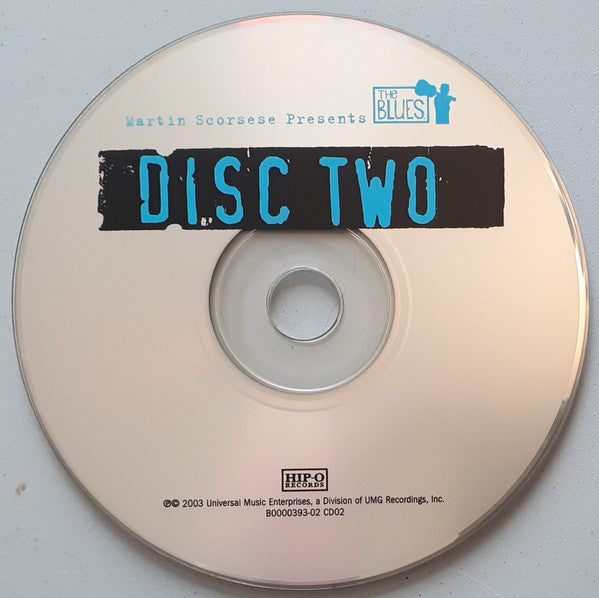 Martin Scorsese Presents
THE
BLUES
DISC TWO
HIP-O
RECORDS
℗© 2003 Universal Music Enterprises, a Division of UMG Recordings, Inc.
B0000393-02 CD02